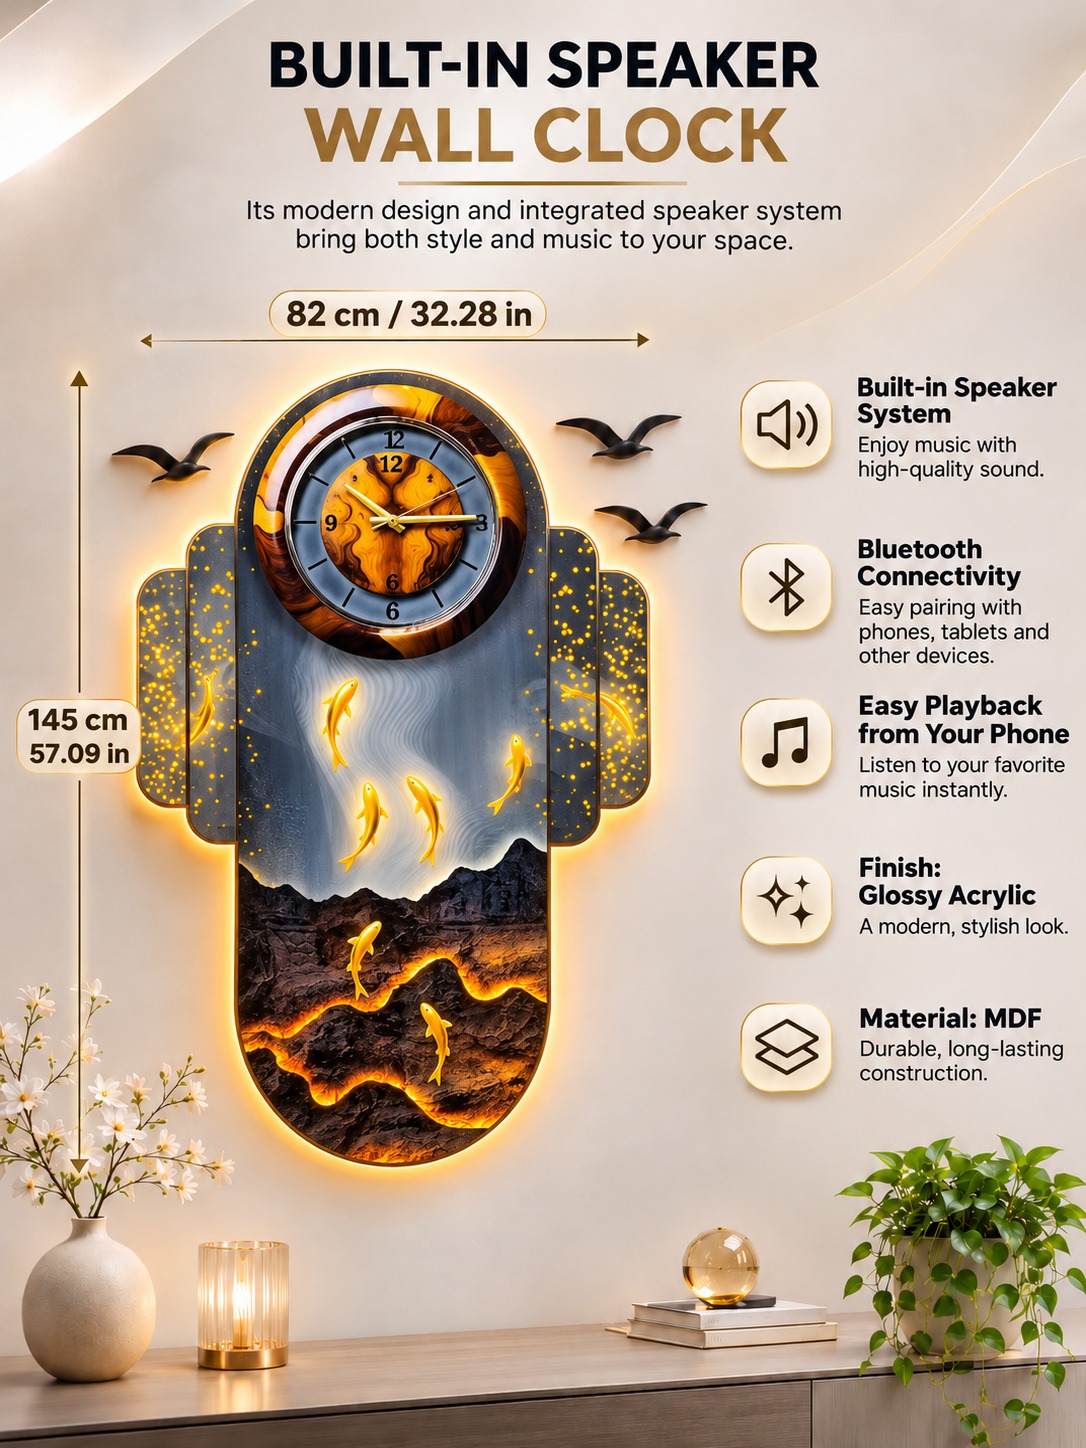 BUILT-IN SPEAKER
WALL CLOCK
Its modern design and integrated speaker system
bring both style and music to your space.
82 cm / 32.28 in
145 cm
57.09 in
12
12
9
3
6
6
Built-in Speaker
System
Enjoy music with
high-quality sound.
Bluetooth
Connectivity
Easy pairing with
phones, tablets and
other devices.
Easy Playback
from Your Phone
Listen to your favorite
music instantly.
Finish:
Glossy Acrylic
A modern, stylish look.
Material: MDF
Durable, long-lasting
construction.